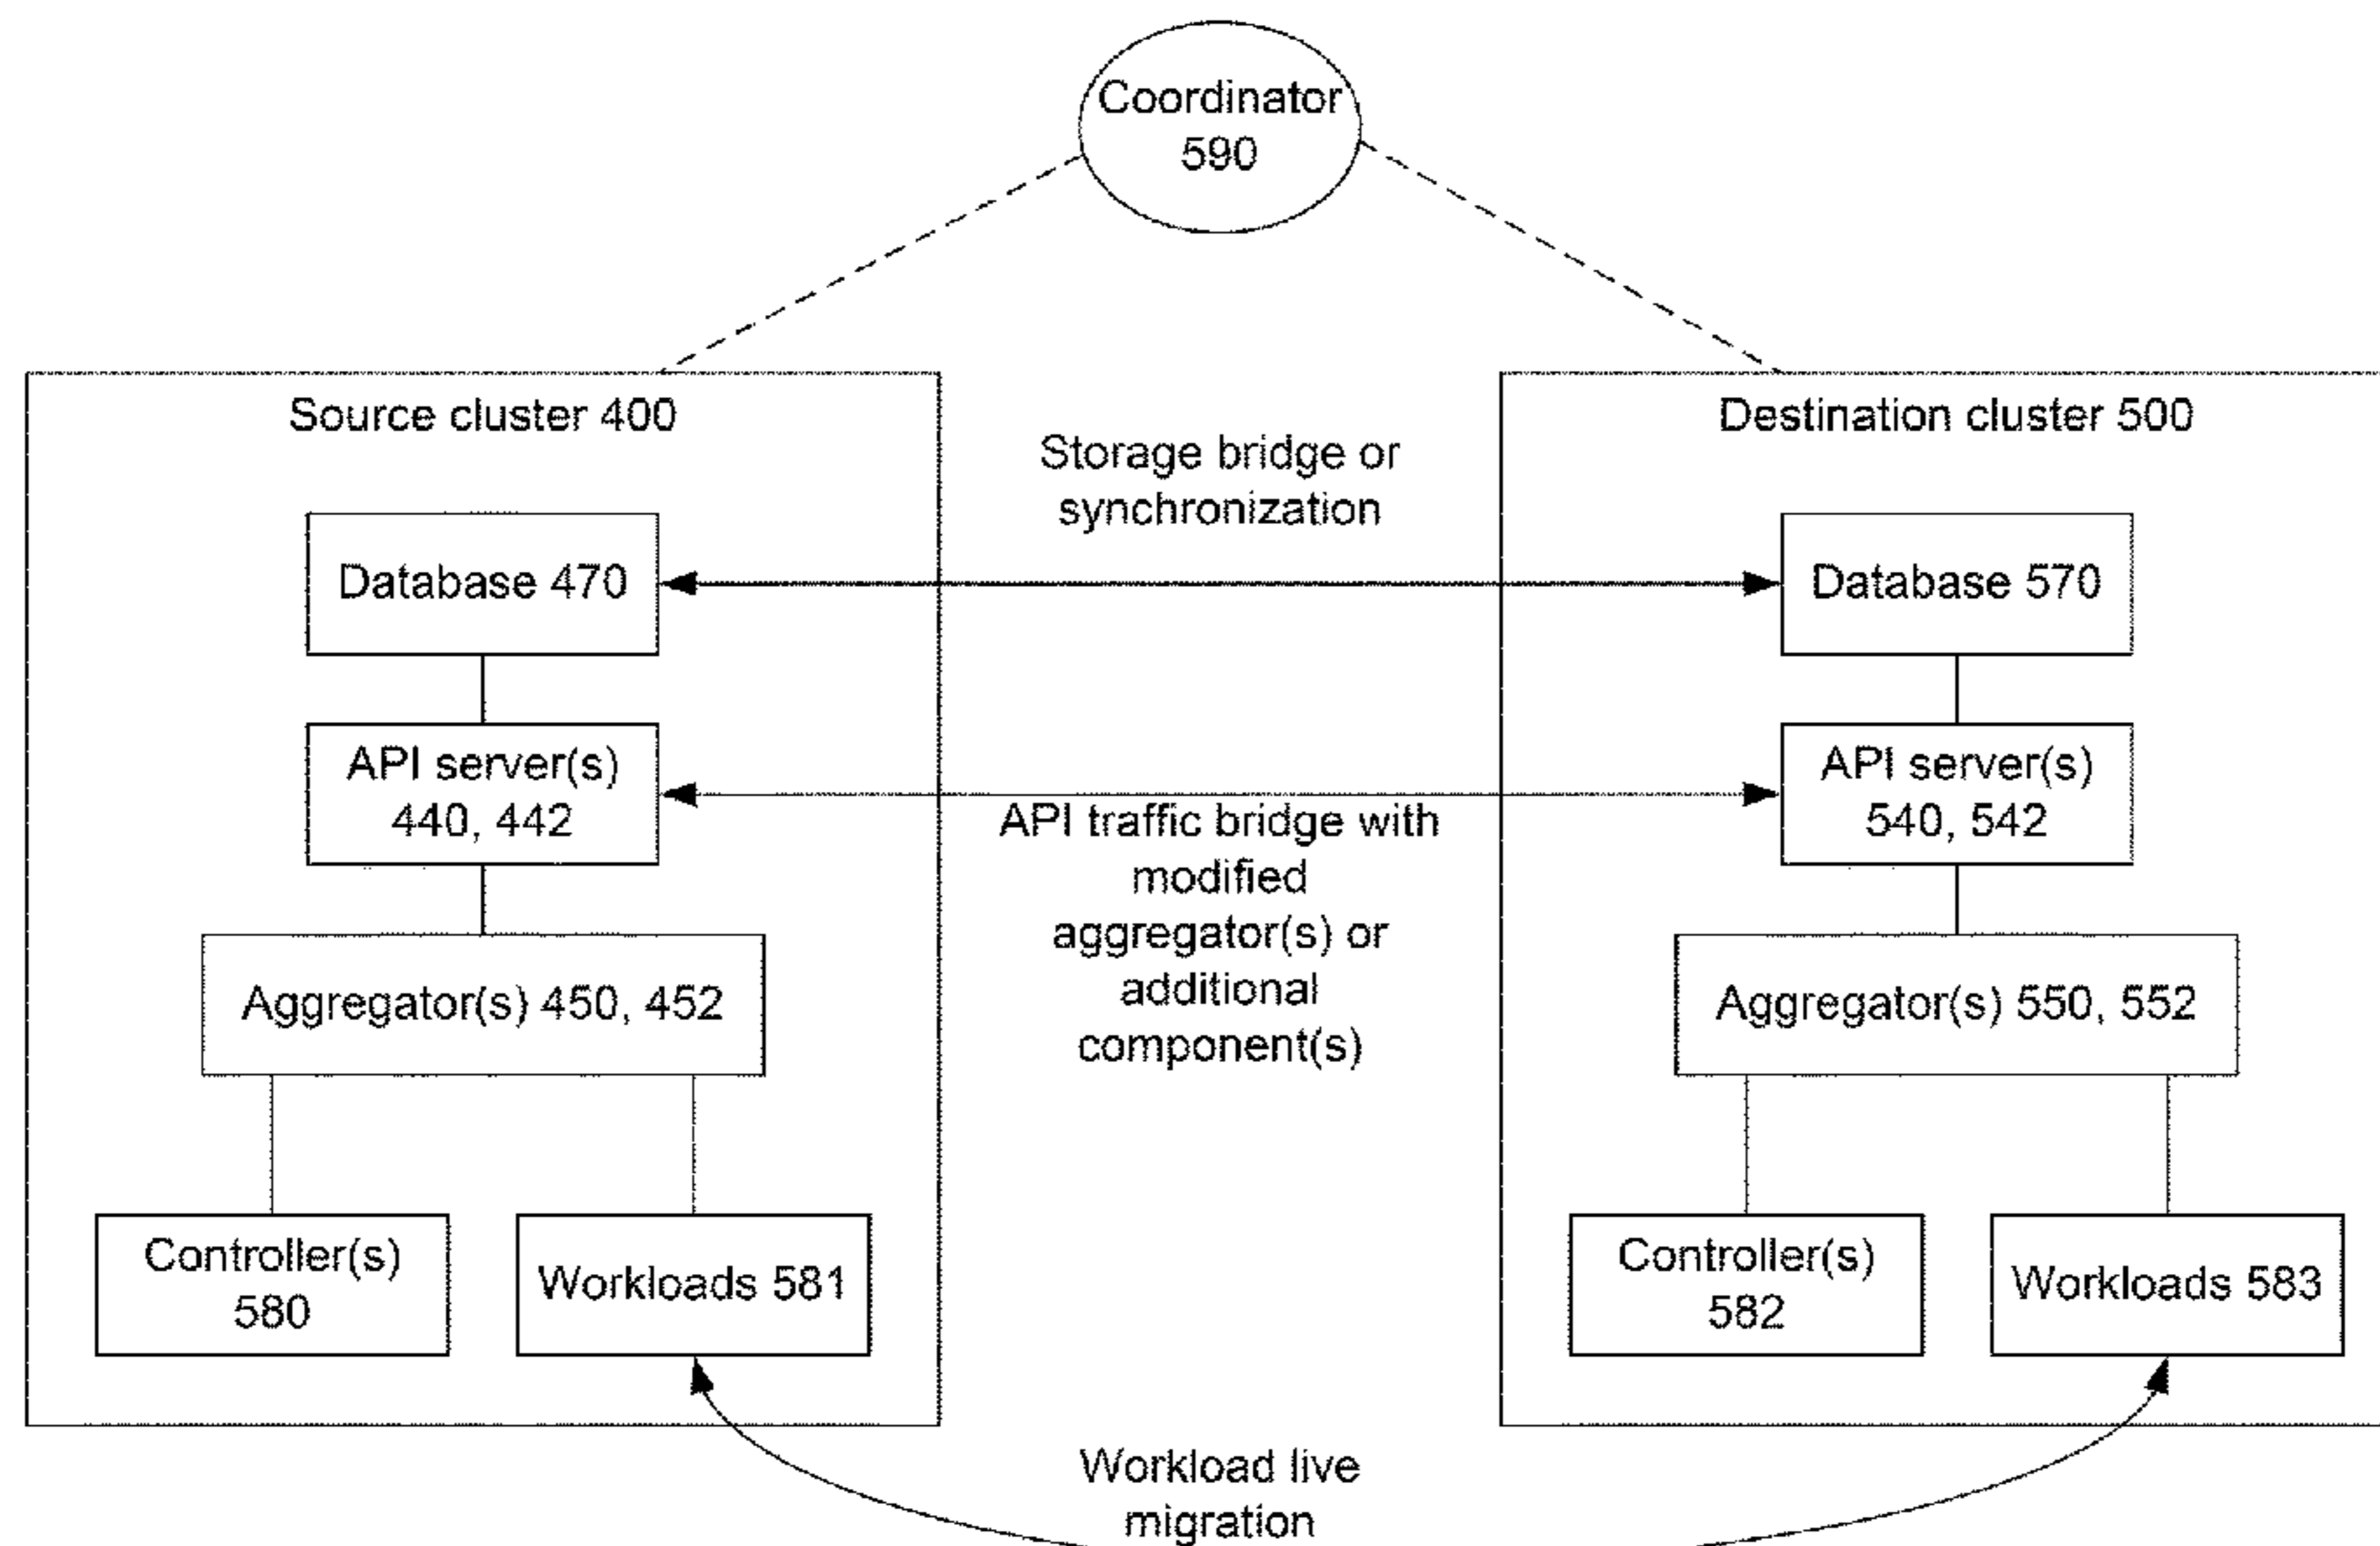 Coordinator
590
Source cluster 400
Destination cluster 500
Storage bridge or
synchronization
Database 470
Database 570
API server(s)
440, 442
API server(s)
540, 542
API traffic bridge with
modified
aggregator(s) or
additional
component(s)
Aggregator(s) 450, 452
Aggregator(s) 550, 552
Controller(s)
580
Workloads 581
Controller(s)
582
Workloads 583
Workload live
migration